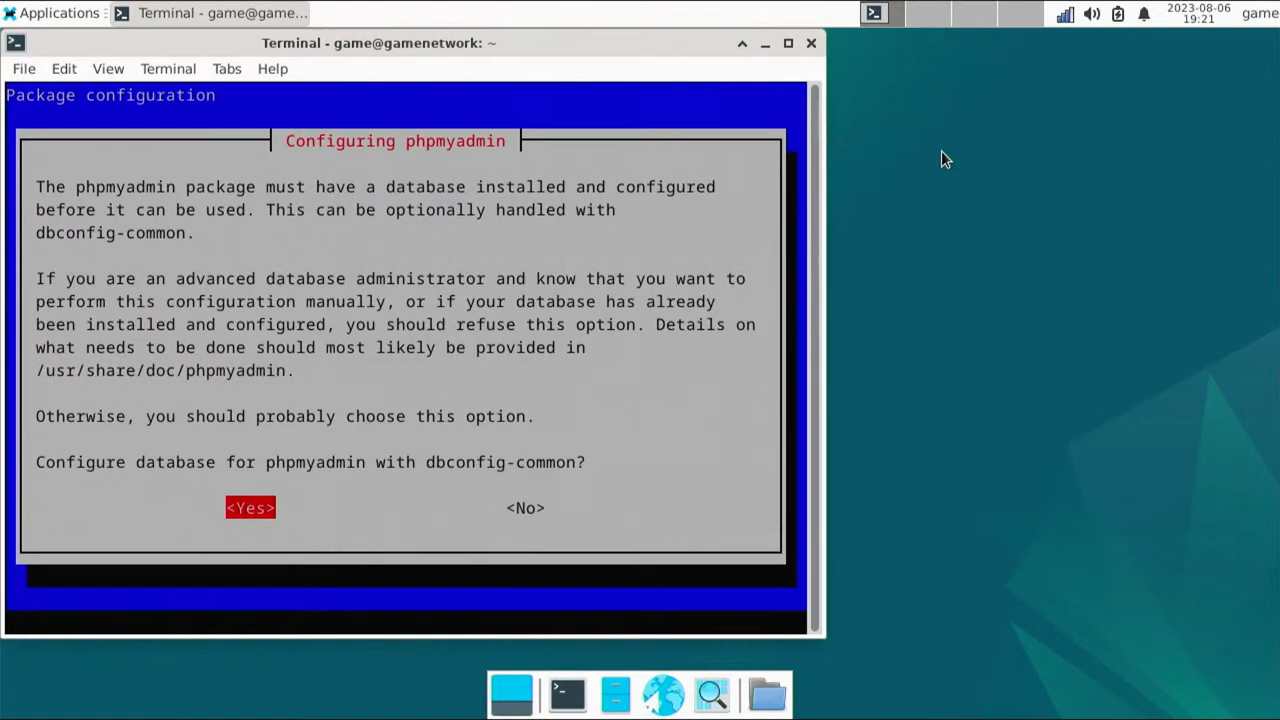 Applications
Terminal - game@game...
2023-08-06
19:21
game
Terminal - game@gamenetwork: ~
File Edit View Terminal Tabs Help
Package configuration
Configuring phpmyadmin
The phpmyadmin package must have a database installed and configured
before it can be used. This can be optionally handled with
dbconfig-common.
If you are an advanced database administrator and know that you want to
perform this configuration manually, or if your database has already
been installed and configured, you should refuse this option. Details on
what needs to be done should most likely be provided in
/usr/share/doc/phpmyadmin.
Otherwise, you should probably choose this option.
Configure database for phpmyadmin with dbconfig-common?
<Yes> <No>